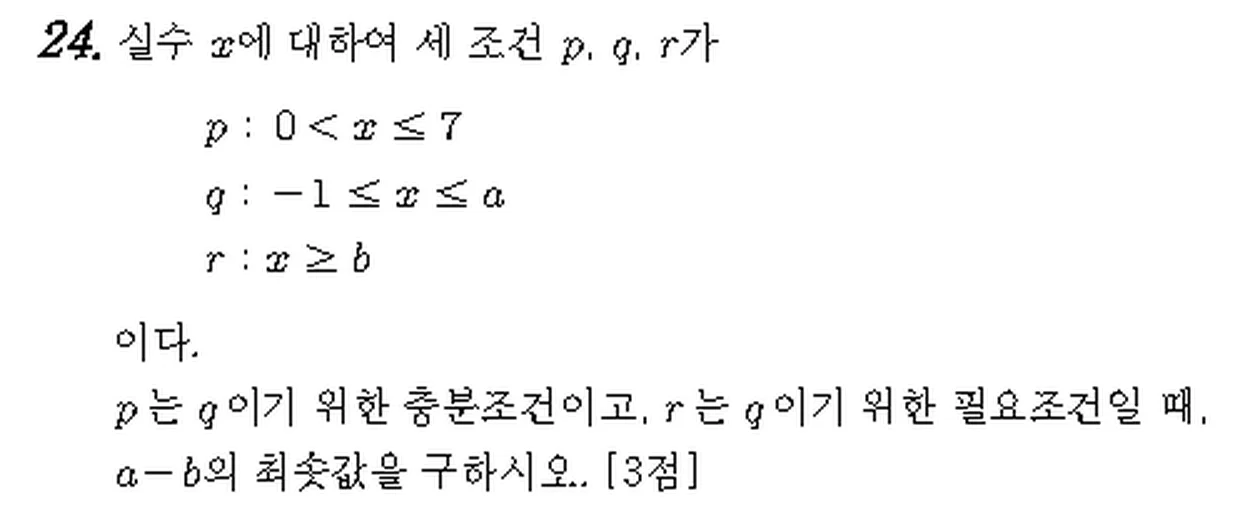 24. 실수 x에 대하여 세 조건 p, q, r가
p : 0 < x ≤ 7
q : −1 ≤ x ≤ a
r : x ≥ b
이다.
p는 q이기 위한 충분조건이고, r는 q이기 위한 필요조건일 때,
a−b의 최솟값을 구하시오. [3점]